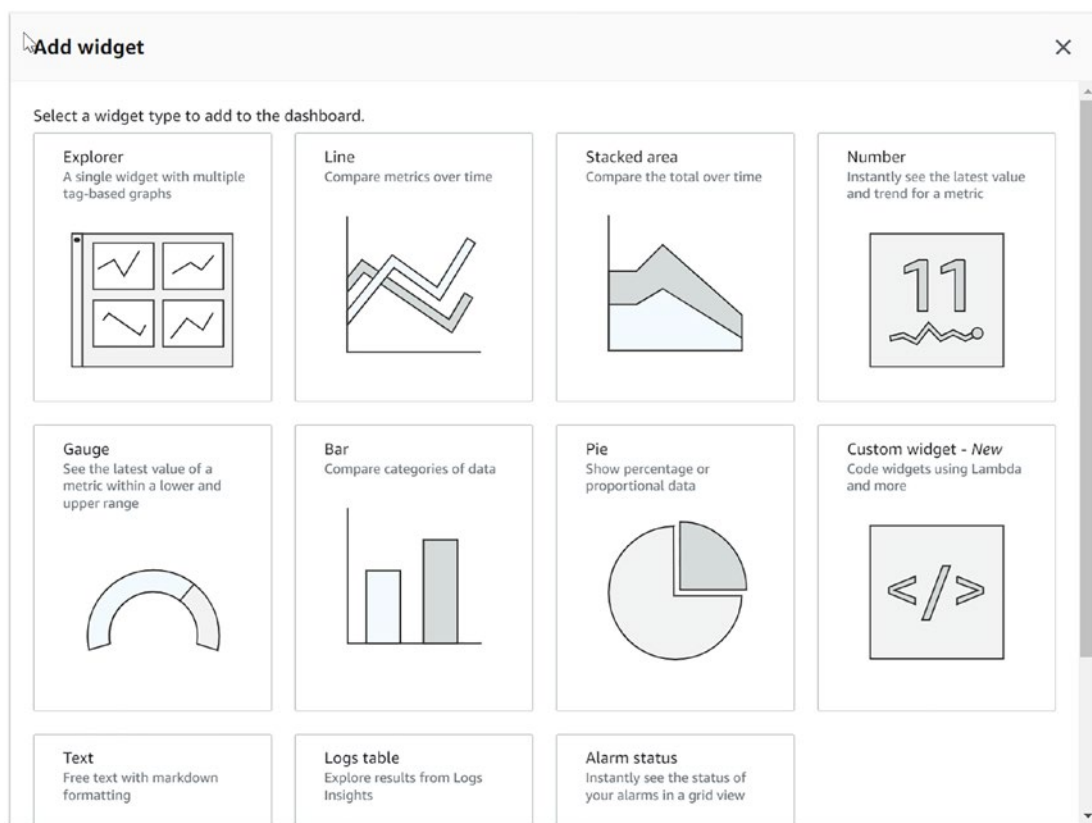 Add widget
Select a widget type to add to the dashboard.
Explorer
A single widget with multiple
tag-based graphs
Line
Compare metrics over time
Stacked area
Compare the total over time
Number
Instantly see the latest value
and trend for a metric
11
Gauge
See the latest value of a
metric within a lower and
upper range
Bar
Compare categories of data
Pie
Show percentage or
proportional data
Custom widget - New
Code widgets using Lambda
and more
</>
Text
Free text with markdown
formatting
Logs table
Explore results from Logs
Insights
Alarm status
Instantly see the status of
your alarms in a grid view